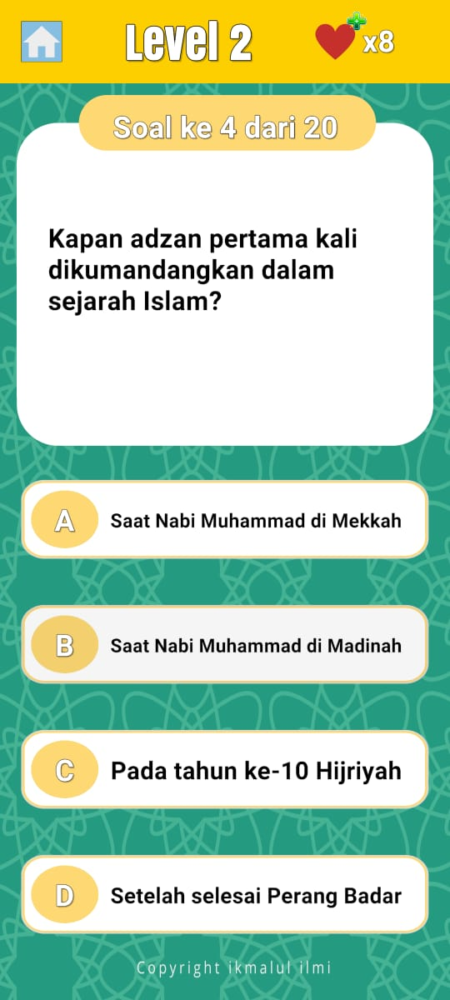 Level 2
x8
Soal ke 4 dari 20
Kapan adzan pertama kali
dikumandangkan dalam
sejarah Islam?
A
Saat Nabi Muhammad di Mekkah
B
Saat Nabi Muhammad di Madinah
C
Pada tahun ke-10 Hijriyah
D
Setelah selesai Perang Badar
Copyright ikmalul ilmi